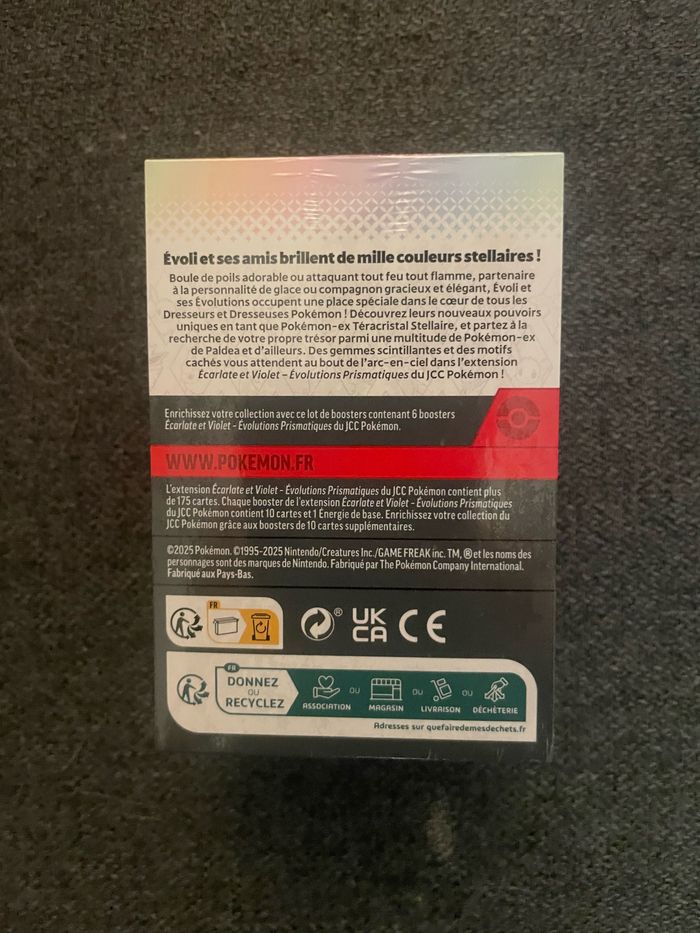 Évoli et ses amis brillent de mille couleurs stellaires !
Boule de poils adorable ou attaquant tout feu tout flamme, partenaire
à la personnalité de glace ou compagnon gracieux et élégant, Évoli et
ses Évolutions occupent une place spéciale dans le cœur de tous les
Dresseurs et Dresseuses Pokémon ! Découvrez leurs nouveaux pouvoirs
uniques en tant que Pokémon-ex Téracristal Stellaire, et partez à la
recherche de votre propre trésor parmi une multitude de Pokémon-ex
de Paldea et d'ailleurs. Des gemmes scintillantes et des motifs
cachés vous attendent au bout de l'arc-en-ciel dans l'extension
Écarlate et Violet – Évolutions Prismatiques du JCC Pokémon !
Enrichissez votre collection avec ce lot de boosters contenant 6 boosters
Écarlate et Violet - Évolutions Prismatiques du JCC Pokémon.
WWW.POKEMON.FR
L'extension Écarlate et Violet - Évolutions Prismatiques du JCC Pokémon contient plus
de 175 cartes. Chaque booster de l'extension Écarlate et Violet - Évolutions Prismatiques
du JCC Pokémon contient 10 cartes et 1 Énergie de base. Enrichissez votre collection du
JCC Pokémon grâce aux boosters de 10 cartes supplémentaires.
©2025 Pokémon. ©1995-2025 Nintendo/Creatures Inc./GAME FREAK inc. TM, ® et les noms des
personnages sont des marques de Nintendo. Fabriqué par The Pokémon Company International.
Fabriqué aux Pays-Bas.
FR
® UK CA CE
FR
DONNEZ
OU
RECYCLEZ
ASSOCIATION OU MAGASIN OU LIVRAISON OU DÉCHÈTERIE
Adresses sur quefairedemesdechets.fr